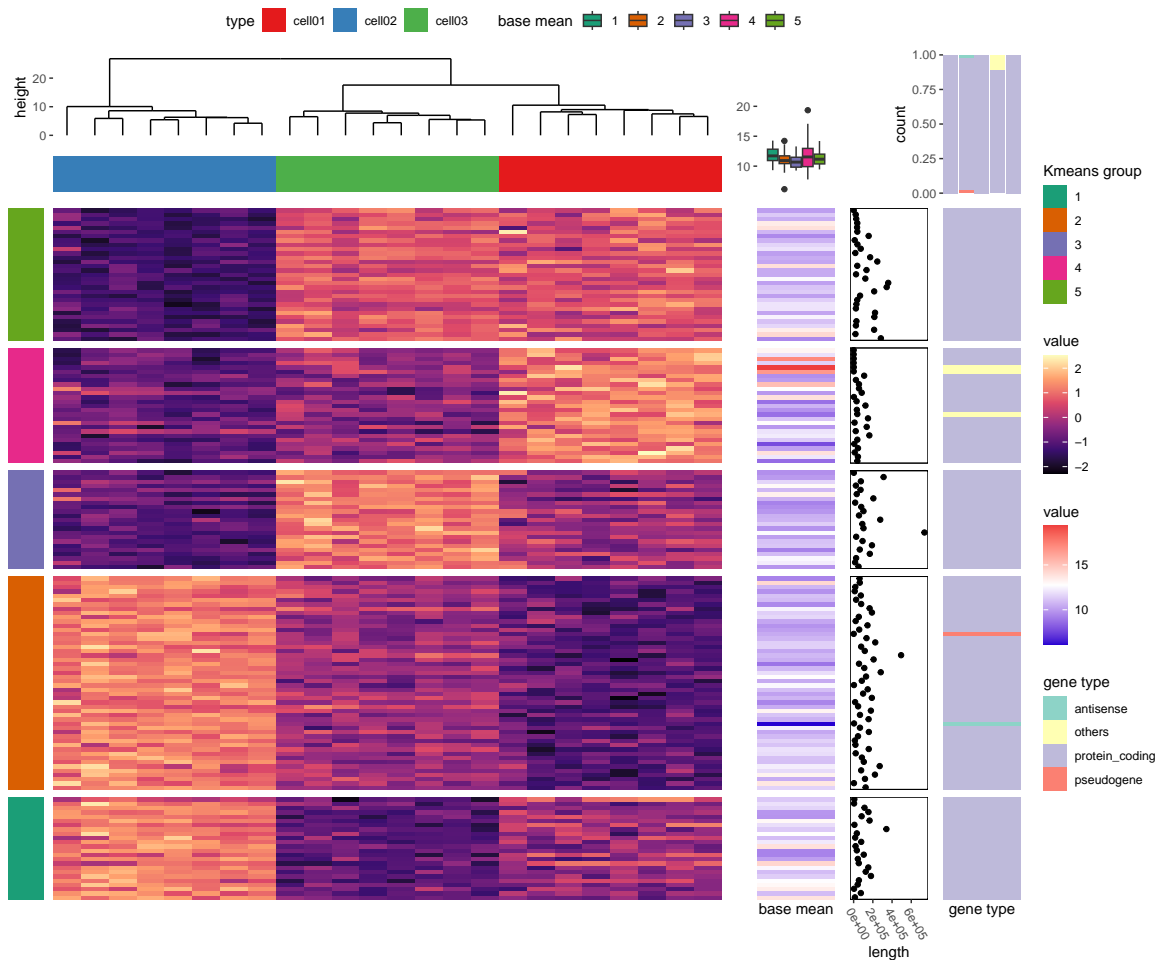 type cell01 cell02 cell03 base mean 1 2 3 4 5
height
20
10
0
20
15
10
count
1.00
0.75
0.50
0.25
0.00
Kmeans group
1
2
3
4
5
value
2
1
0
−1
−2
value
15
10
gene type
antisense
others
protein_coding
pseudogene
base mean
0e+00 2e+05 4e+05 6e+05
length
gene type